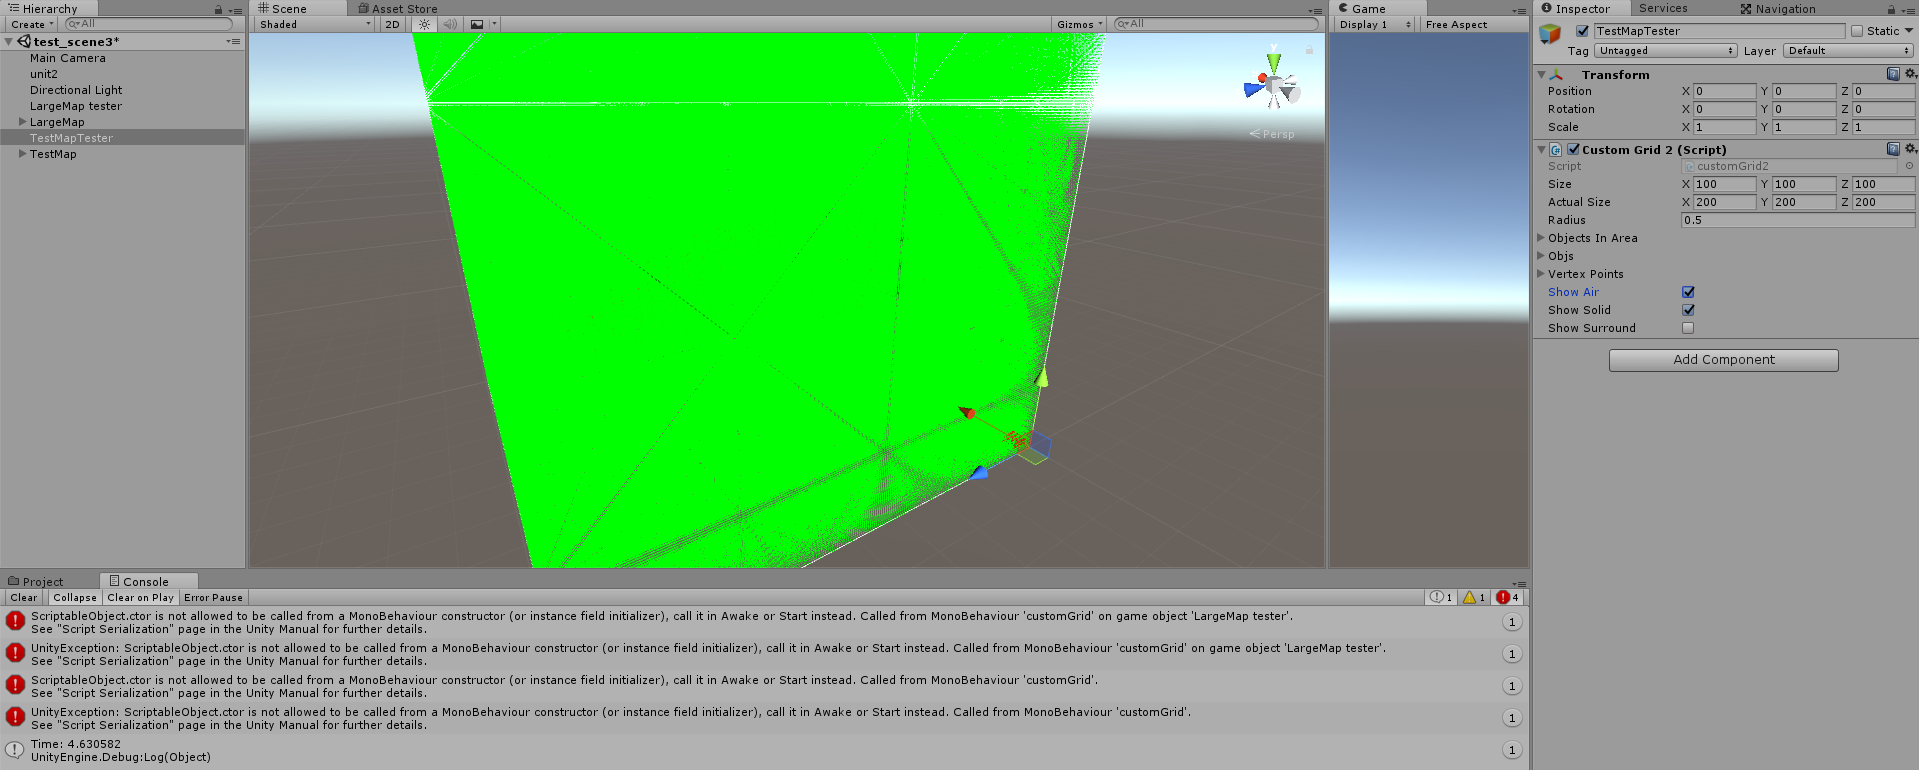 Hierarchy
Create
All
test_scene3*
Main Camera
unit2
Directional Light
LargeMap tester
LargeMap
TestMapTester
TestMap
Scene
Asset Store
Shaded
2D
Gizmos
All
y
Persp
Game
Display 1
Free Aspect
Inspector
Services
Navigation
TestMapTester
Static
Tag
Untagged
Layer
Default
Transform
Position X 0 Y 0 Z 0
Rotation X 0 Y 0 Z 0
Scale X 1 Y 1 Z 1
Custom Grid 2 (Script)
Script customGrid2
Size X 100 Y 100 Z 100
Actual Size X 200 Y 200 Z 200
Radius 0.5
Objects In Area
Objs
Vertex Points
Show Air
Show Solid
Show Surround
Add Component
Project
Console
Clear
Collapse
Clear on Play
Error Pause
1
1
4
ScriptableObject.ctor is not allowed to be called from a MonoBehaviour constructor (or instance field initializer), call it in Awake or Start instead. Called from MonoBehaviour 'customGrid' on game object 'LargeMap tester'.
See "Script Serialization" page in the Unity Manual for further details.
1
UnityException: ScriptableObject.ctor is not allowed to be called from a MonoBehaviour constructor (or instance field initializer), call it in Awake or Start instead. Called from MonoBehaviour 'customGrid' on game object 'LargeMap tester'.
See "Script Serialization" page in the Unity Manual for further details.
1
ScriptableObject.ctor is not allowed to be called from a MonoBehaviour constructor (or instance field initializer), call it in Awake or Start instead. Called from MonoBehaviour 'customGrid'.
See "Script Serialization" page in the Unity Manual for further details.
1
UnityException: ScriptableObject.ctor is not allowed to be called from a MonoBehaviour constructor (or instance field initializer), call it in Awake or Start instead. Called from MonoBehaviour 'customGrid'.
See "Script Serialization" page in the Unity Manual for further details.
1
Time: 4.630582
UnityEngine.Debug:Log(Object)
1